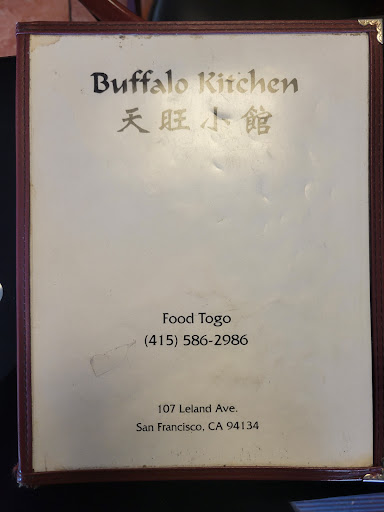 Buffalo Kitchen
天旺小館
Food Togo
(415) 586-2986
107 Leland Ave.
San Francisco, CA 94134